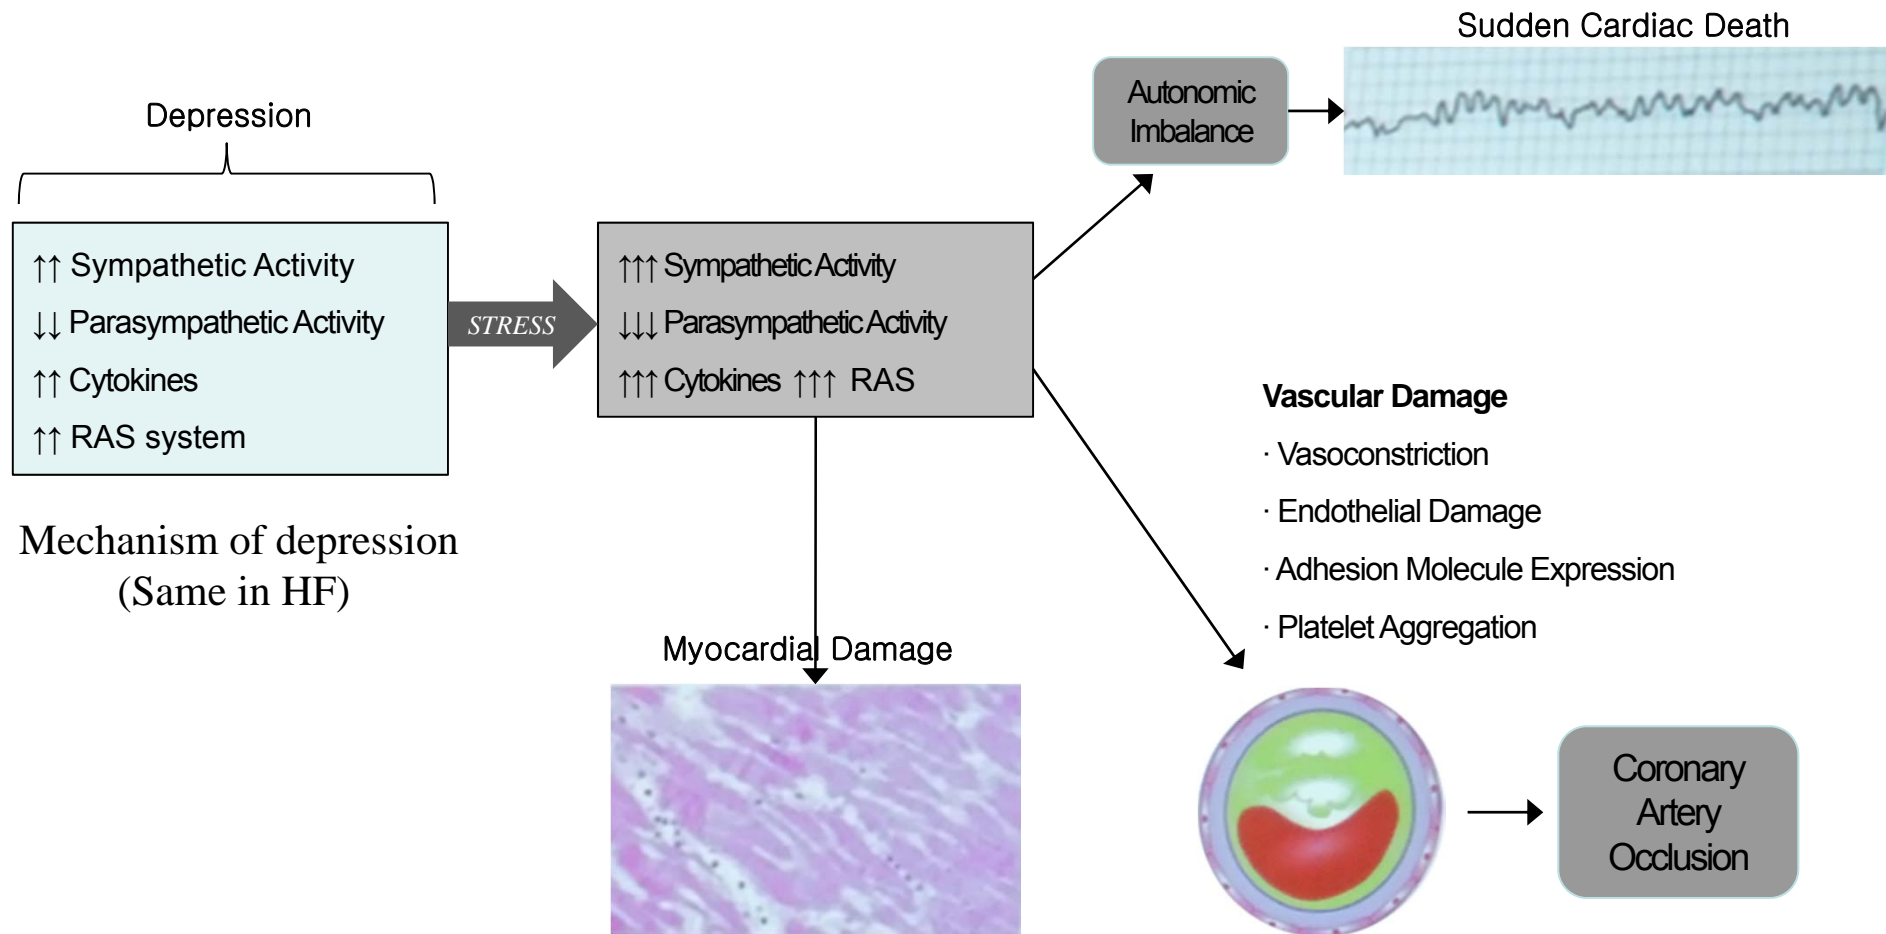 Sudden Cardiac Death
Autonomic
Imbalance
Depression
↑↑ Sympathetic Activity
↓↓ Parasympathetic Activity
↑↑ Cytokines
↑↑ RAS system
STRESS
↑↑↑ Sympathetic Activity
↓↓↓ Parasympathetic Activity
↑↑↑ Cytokines ↑↑↑ RAS
Mechanism of depression
(Same in HF)
Vascular Damage
· Vasoconstriction
· Endothelial Damage
· Adhesion Molecule Expression
· Platelet Aggregation
Myocardial Damage
Coronary
Artery
Occlusion